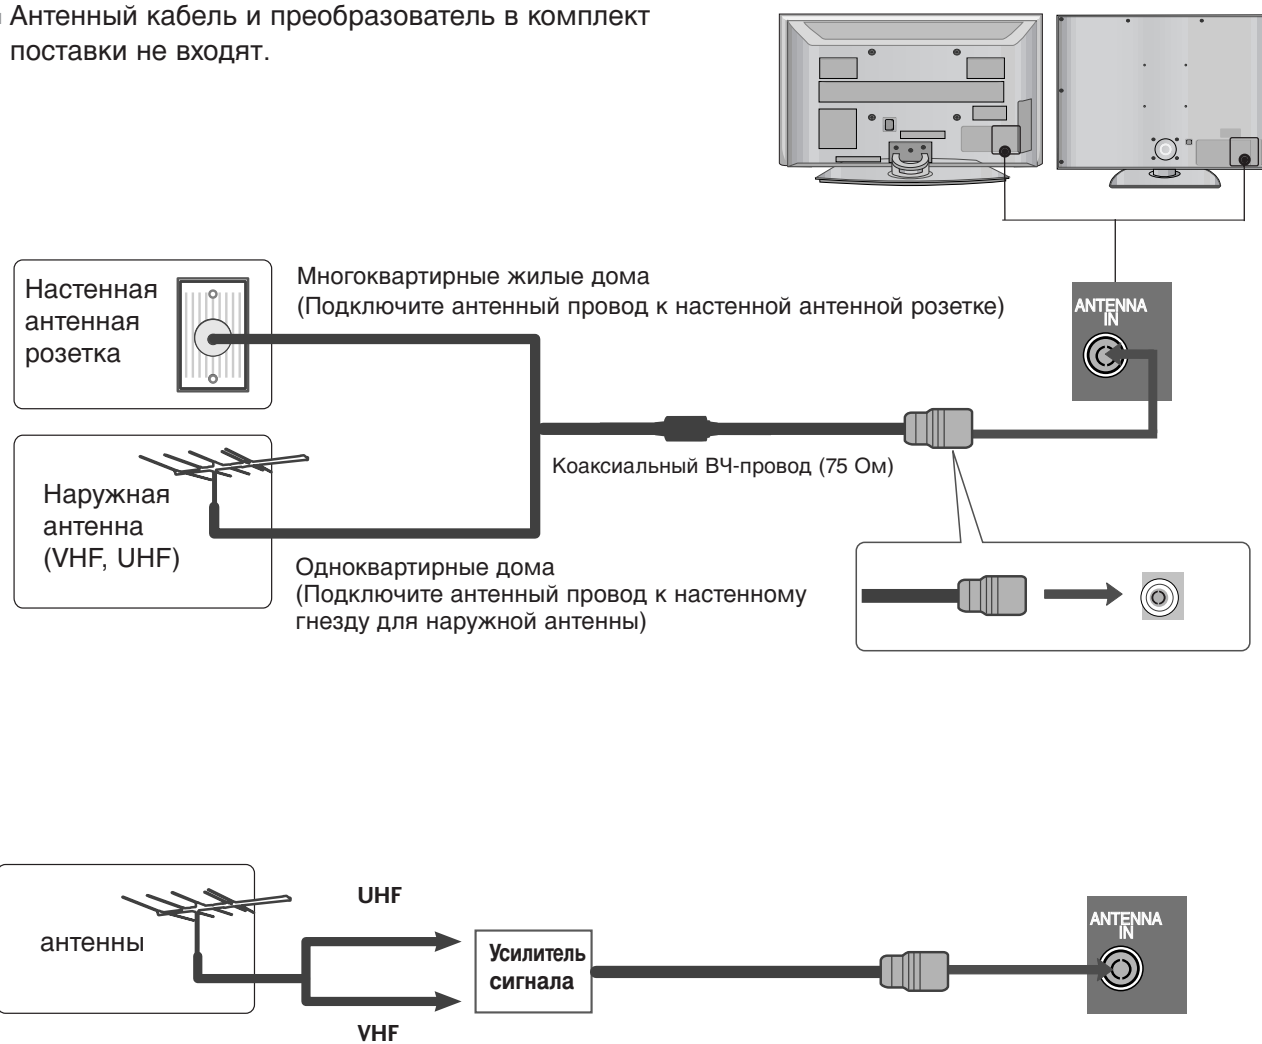 Антенный кабель и преобразователь в комплект
поставки не входят.
Настенная
антенная
розетка
Многоквартирные жилые дома
(Подключите антенный провод к настенной антенной розетке)
ANTENNA
IN
Коаксиальный ВЧ-провод (75 Ом)
Наружная
антенна
(VHF, UHF)
Одноквартирные дома
(Подключите антенный провод к настенному
гнезду для наружной антенны)
антенны
UHF
VHF
Усилитель
сигнала
ANTENNA
IN